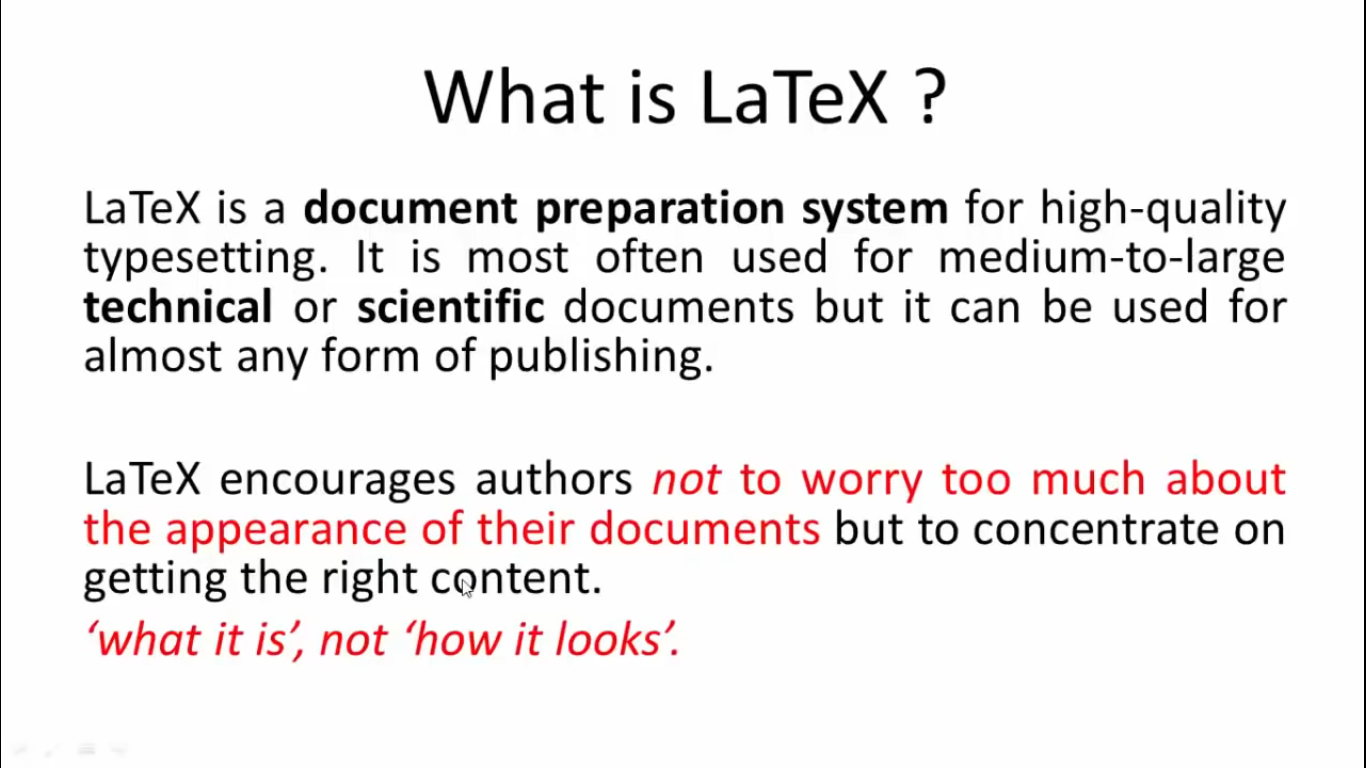 What is LaTeX ?
LaTeX is a document preparation system for high-quality
typesetting. It is most often used for medium-to-large
technical or scientific documents but it can be used for
almost any form of publishing.
LaTeX encourages authors not to worry too much about
the appearance of their documents but to concentrate on
getting the right content.
‘what it is’, not ‘how it looks’.